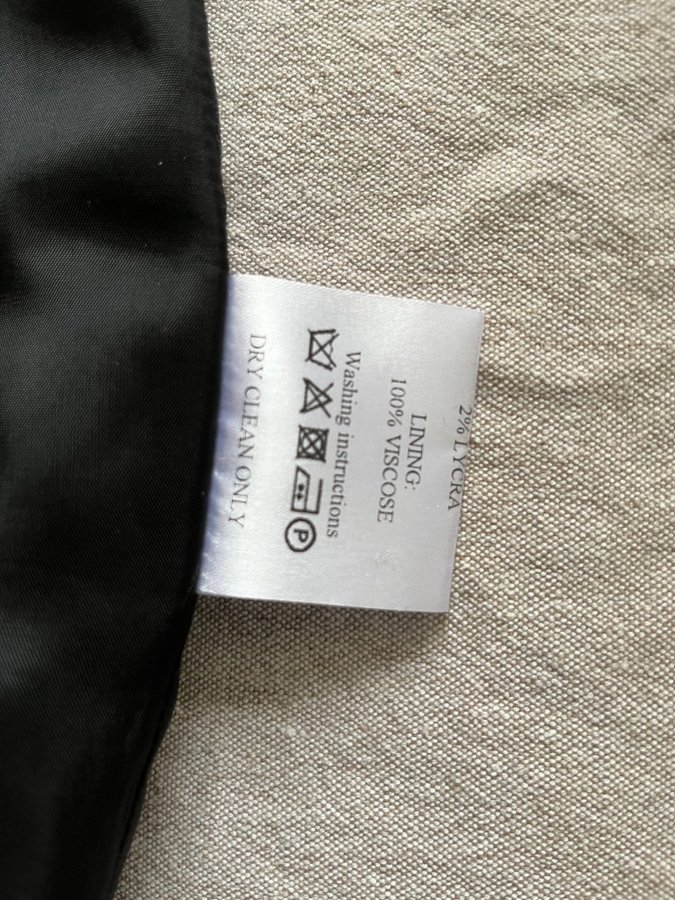 2% LYCRA
LINING:
100% VISCOSE
Washing instructions
P
DRY CLEAN ONLY